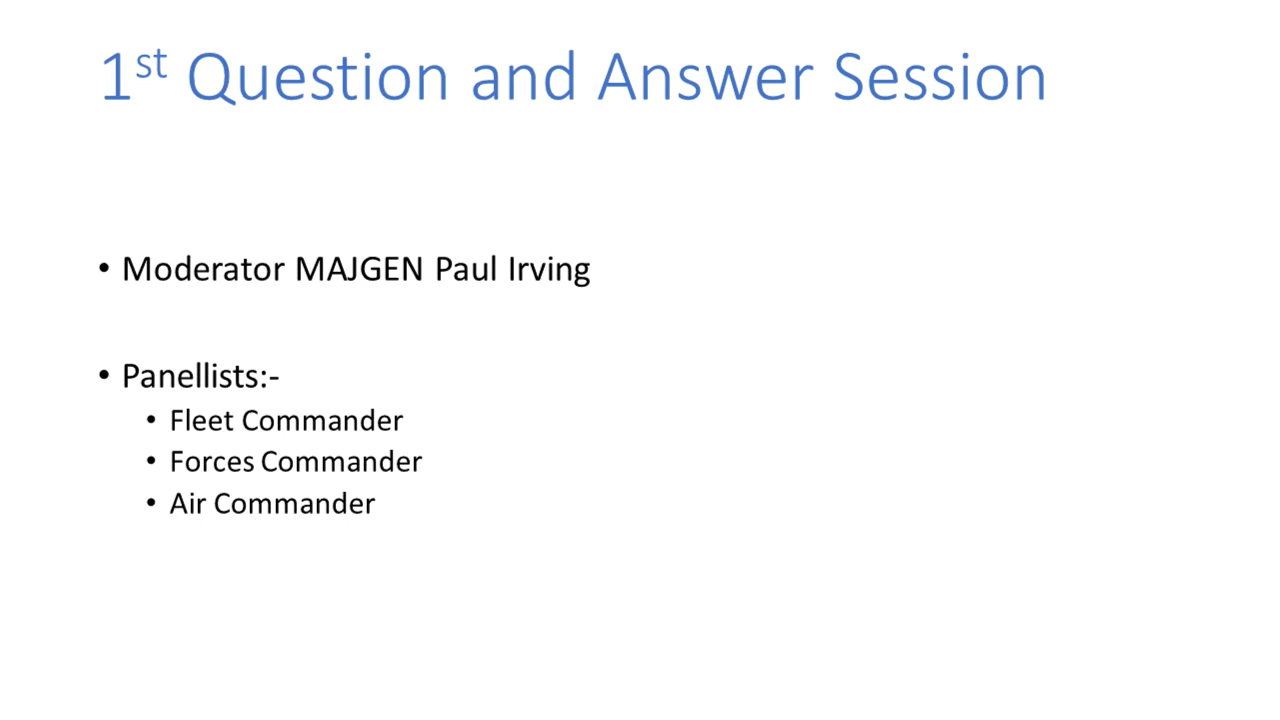 1st Question and Answer Session
• Moderator MAJGEN Paul Irving
• Panellists:-
• Fleet Commander
• Forces Commander
• Air Commander